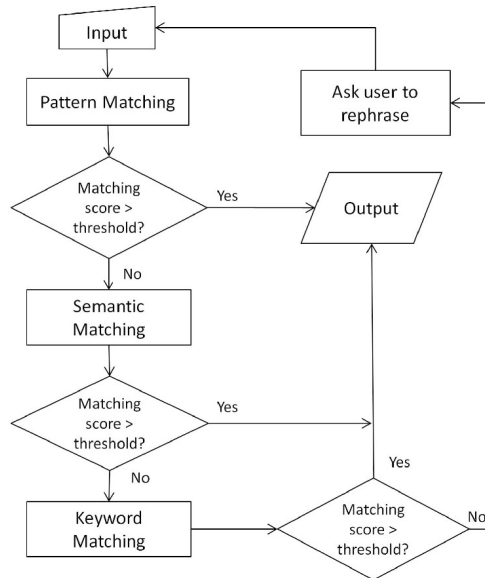 Input
Pattern Matching
Ask user to
rephrase
Matching
score >
threshold?
Yes
Output
No
Semantic
Matching
Matching
score >
threshold?
Yes
No
Yes
Keyword
Matching
Matching
score >
threshold?
No